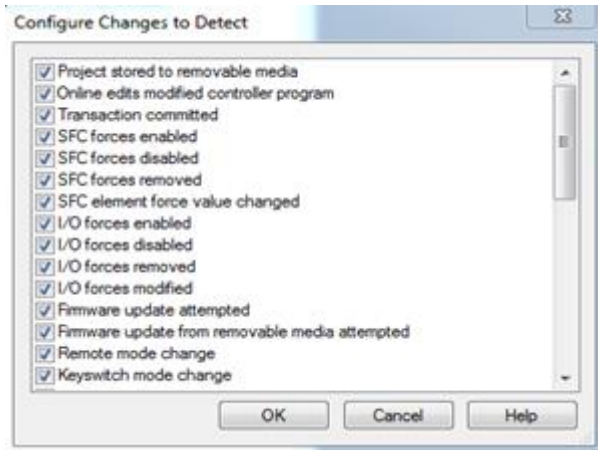 Configure Changes to Detect
Project stored to removable media
Online edits modified controller program
Transaction committed
SFC forces enabled
SFC forces disabled
SFC forces removed
SFC element force value changed
I/O forces enabled
I/O forces disabled
I/O forces removed
I/O forces modified
Firmware update attempted
Firmware update from removable media attempted
Remote mode change
Keyswitch mode change
OK Cancel Help